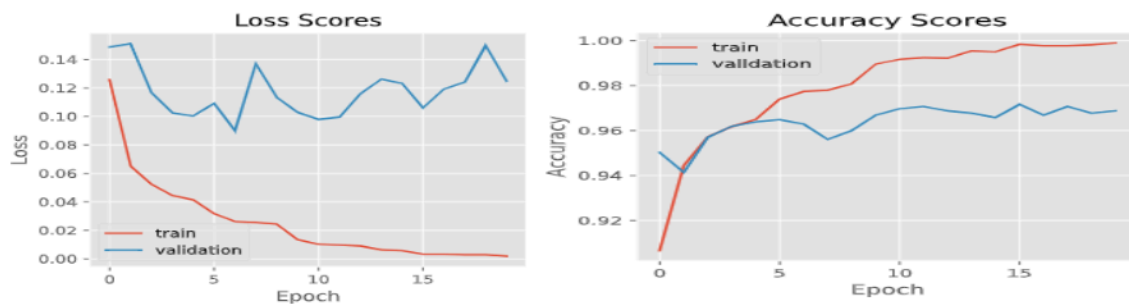 Loss Scores
0.14
0.12
0.10
0.08
0.06
0.04
0.02
0.00
Loss
train
validation
0
5
10
15
Epoch
Accuracy Scores
1.00
0.98
0.96
0.94
0.92
Accuracy
train
validation
0
5
10
15
Epoch